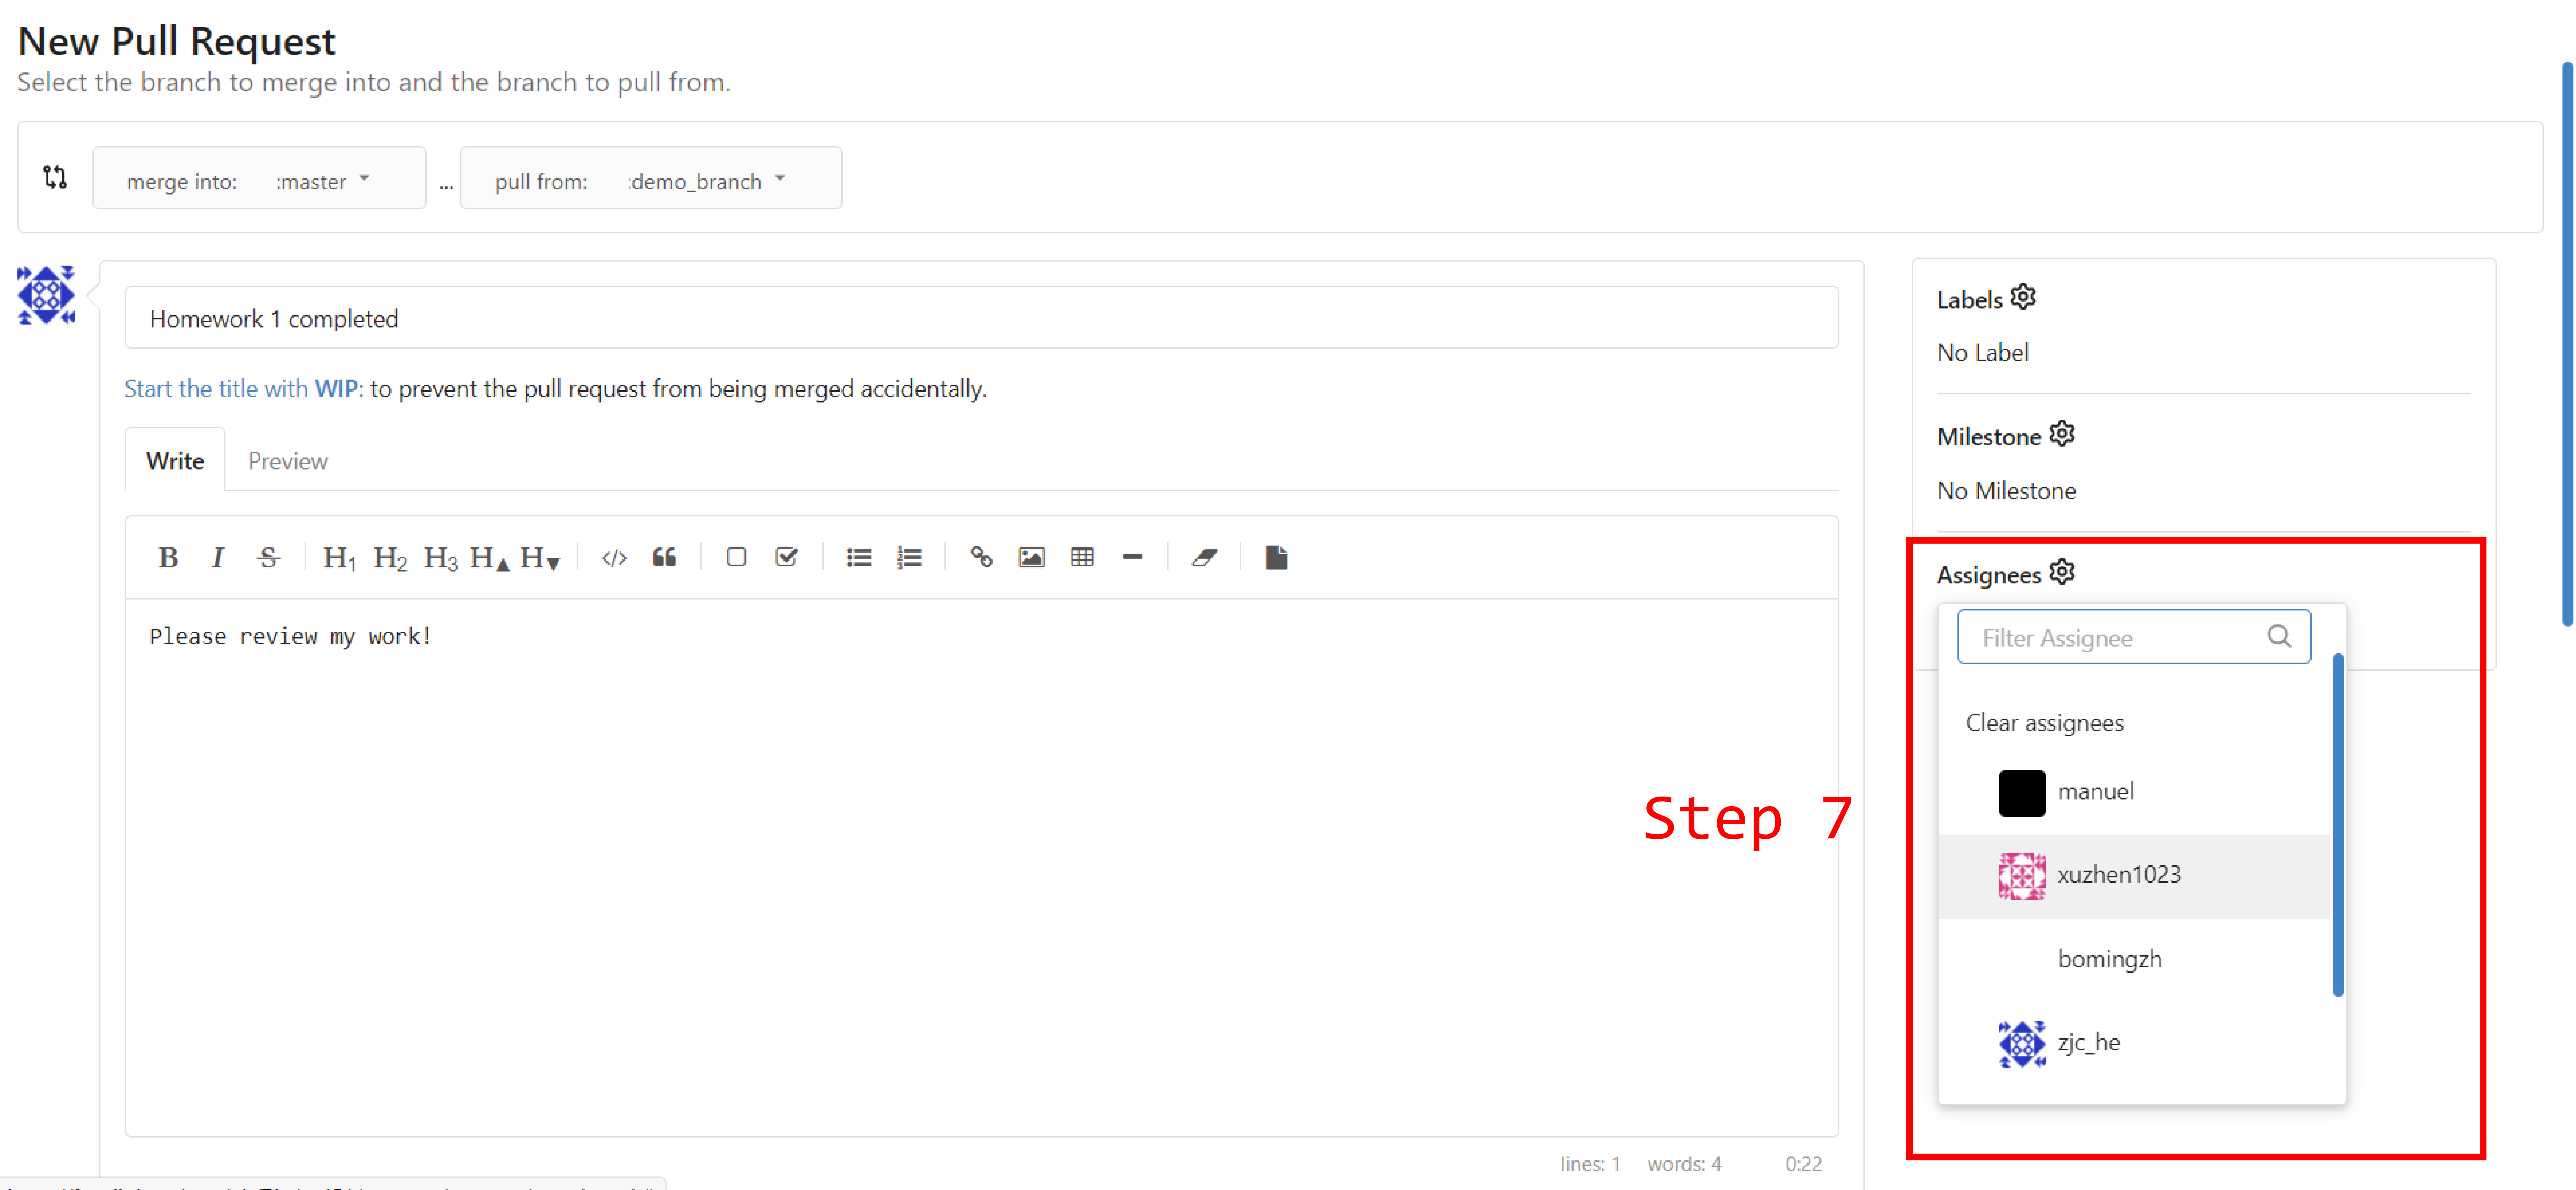 New Pull Request
Select the branch to merge into and the branch to pull from.
merge into: :master ... pull from: :demo_branch
Homework 1 completed
Start the title with WIP: to prevent the pull request from being merged accidentally.
Write Preview
B I S H1 H2 H3 H▲ H▼
Please review my work!
lines: 1 words: 4 0:22
Step 7
Labels
No Label
Milestone
No Milestone
Assignees
Filter Assignee
Clear assignees
manuel
xuzhen1023
bomingzh
zjc_he